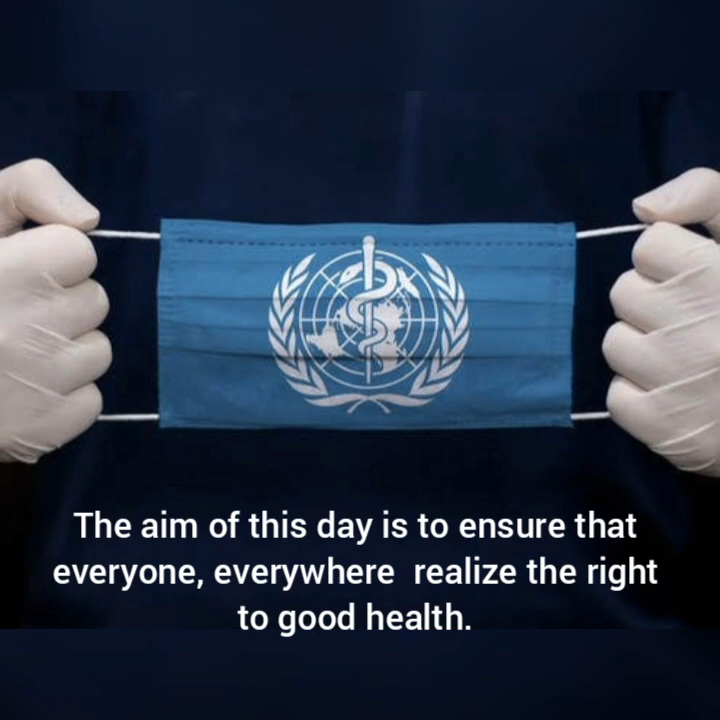 The aim of this day is to ensure that
everyone, everywhere  realize the right
to good health.